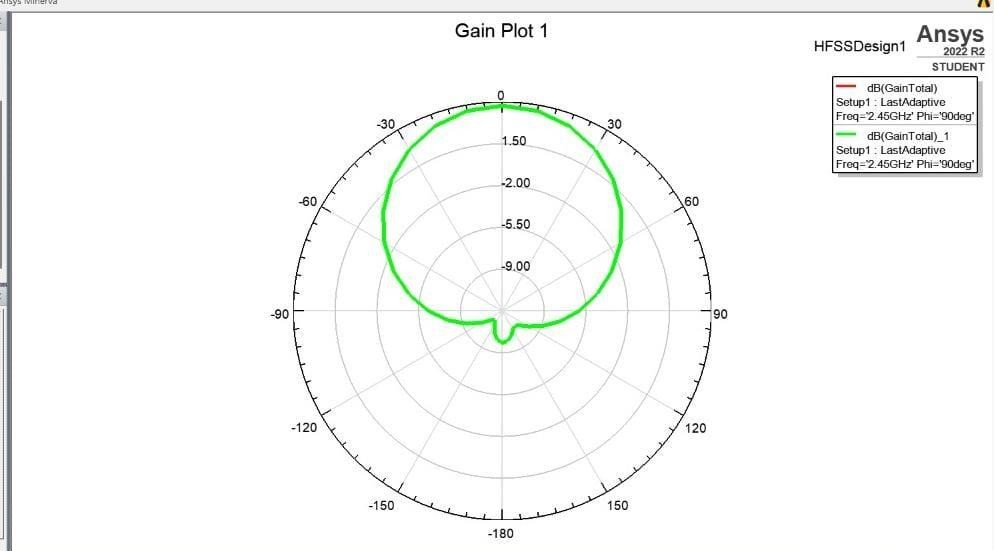 Ansys Minerva
Gain Plot 1
HFSSDesign1
Ansys
2022 R2
STUDENT
dB(GainTotal)
Setup1 : LastAdaptive
Freq='2.45GHz' Phi='90deg'
dB(GainTotal)_1
Setup1 : LastAdaptive
Freq='2.45GHz' Phi='90deg'
0
-30
30
1.50
-2.00
-60
60
-5.50
-9.00
-90
90
-120
120
-150
150
-180